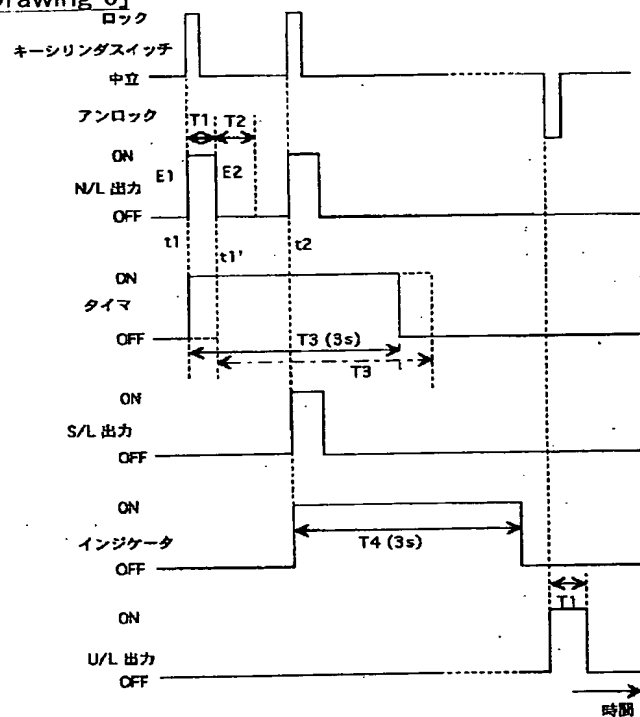 Drawing 6]
ロック
キーシリンダスイッチ
中立
アンロック
T1 T2
ON
E1 E2
N/L 出力
OFF
t1 t1' t2
ON
タイマ
OFF
T3 (3s)
T3
ON
S/L 出力
OFF
ON
インジケータ
T4 (3s)
OFF
T1
ON
U/L 出力
OFF
時間